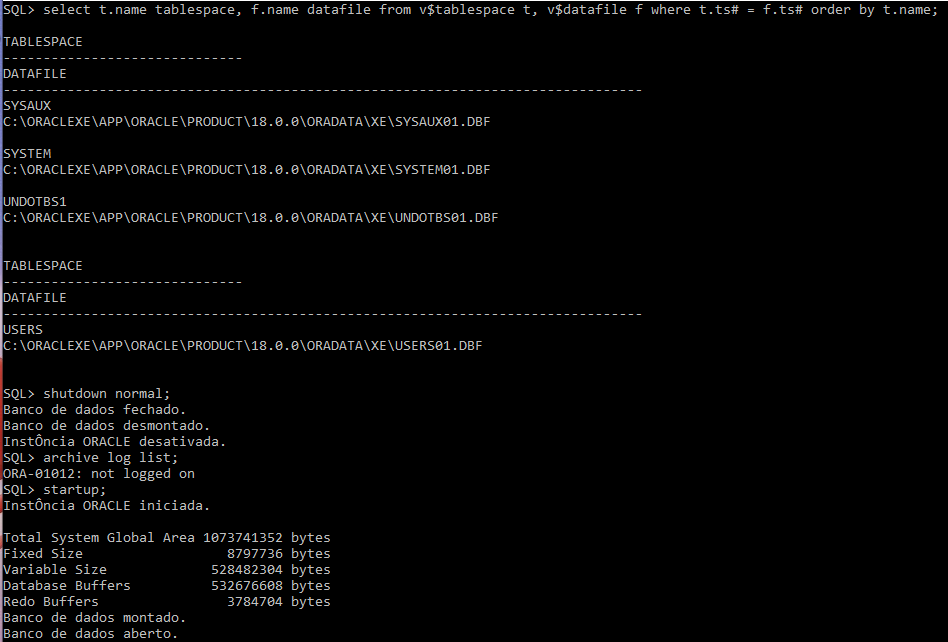 SQL> select t.name tablespace, f.name datafile from v$tablespace t, v$datafile f where t.ts# = f.ts# order by t.name;
TABLESPACE
------------------------------
DATAFILE
--------------------------------------------------------------------------------
SYSAUX
C:\ORACLEXE\APP\ORACLE\PRODUCT\18.0.0\ORADATA\XE\SYSAUX01.DBF
SYSTEM
C:\ORACLEXE\APP\ORACLE\PRODUCT\18.0.0\ORADATA\XE\SYSTEM01.DBF
UNDOTBS1
C:\ORACLEXE\APP\ORACLE\PRODUCT\18.0.0\ORADATA\XE\UNDOTBS01.DBF
TABLESPACE
------------------------------
DATAFILE
--------------------------------------------------------------------------------
USERS
C:\ORACLEXE\APP\ORACLE\PRODUCT\18.0.0\ORADATA\XE\USERS01.DBF
SQL> shutdown normal;
Banco de dados fechado.
Banco de dados desmontado.
InstÔncia ORACLE desativada.
SQL> archive log list;
ORA-01012: not logged on
SQL> startup;
InstÔncia ORACLE iniciada.
Total System Global Area 1073741352 bytes
Fixed Size 8797736 bytes
Variable Size 528482304 bytes
Database Buffers 532676608 bytes
Redo Buffers 3784704 bytes
Banco de dados montado.
Banco de dados aberto.